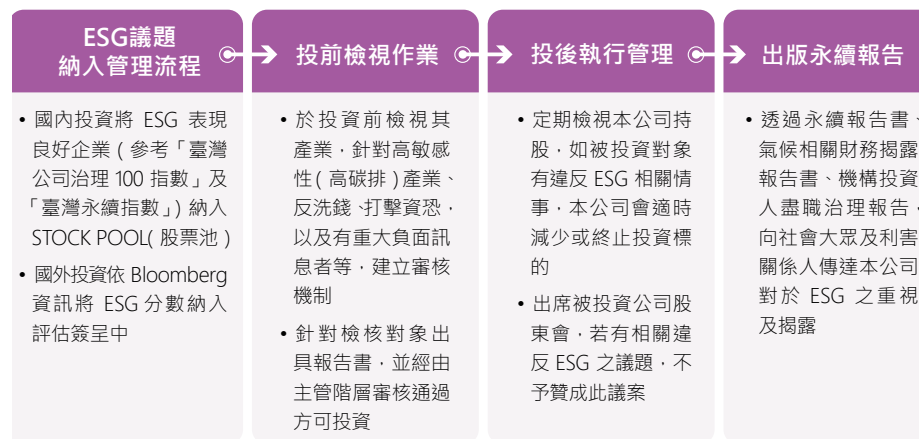 ESG議題
納入管理流程
投前檢視作業
投後執行管理
出版永續報告
• 國內投資將 ESG 表現
良好企業(參考「臺灣
公司治理 100 指數」及
「臺灣永續指數」) 納入
STOCK POOL(股票池)
• 國外投資依 Bloomberg
資訊將 ESG 分數納入
評估簽呈中
• 於投資前檢視其
產業，針對高敏感
性(高碳排)產業、
反洗錢、打擊資恐，
以及有重大負面訊
息者等，建立審核
機制
• 針對檢核對象出
具報告書，並經由
主管階層審核通過
方可投資
• 定期檢視本公司持
股，如被投資對象
有違反 ESG 相關情
事，本公司會適時
減少或終止投資標
的
• 出席被投資公司股
東會，若有相關違
反 ESG 之議題，不
予贊成此議案
• 透過永續報告書、
氣候相關財務揭露
報告書、機構投資
人盡職治理報告，
向社會大眾及利害
關係人傳達本公司
對於 ESG 之重視
及揭露